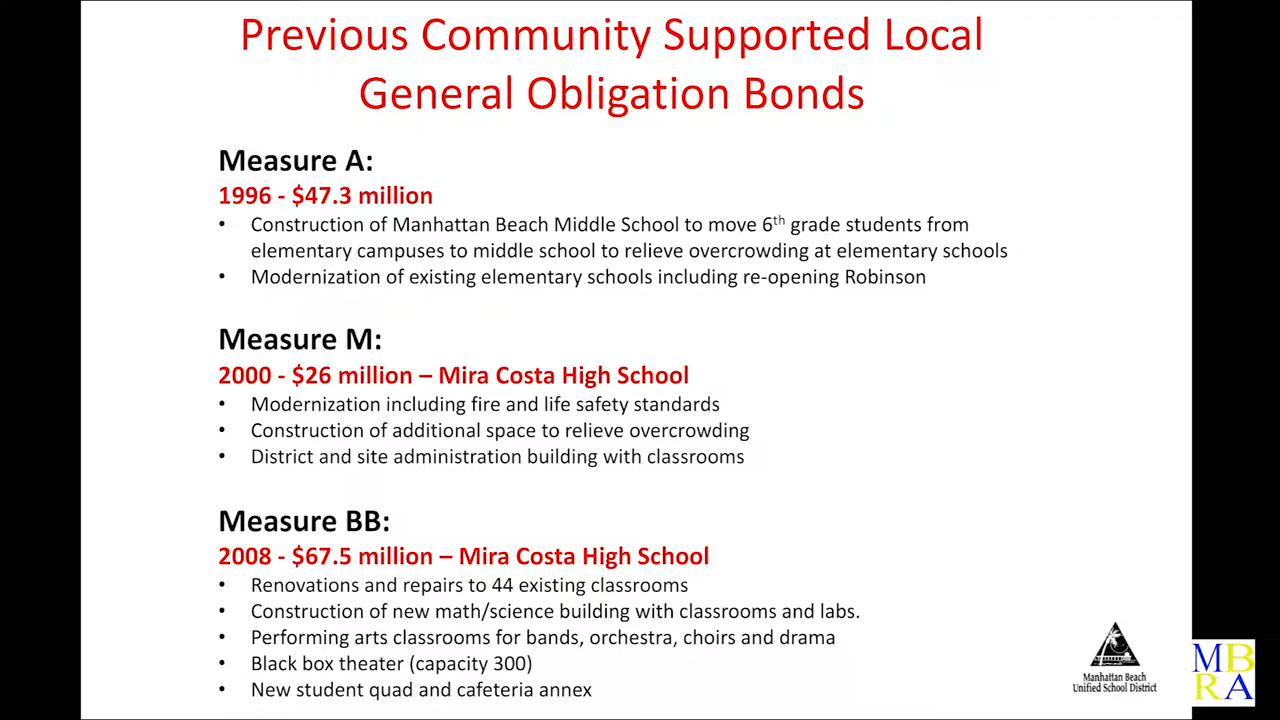 Previous Community Supported Local
General Obligation Bonds
Measure A:
1996 - $47.3 million
• Construction of Manhattan Beach Middle School to move 6th grade students from
elementary campuses to middle school to relieve overcrowding at elementary schools
• Modernization of existing elementary schools including re-opening Robinson
Measure M:
2000 - $26 million – Mira Costa High School
• Modernization including fire and life safety standards
• Construction of additional space to relieve overcrowding
• District and site administration building with classrooms
Measure BB:
2008 - $67.5 million – Mira Costa High School
• Renovations and repairs to 44 existing classrooms
• Construction of new math/science building with classrooms and labs.
• Performing arts classrooms for bands, orchestra, choirs and drama
• Black box theater (capacity 300)
• New student quad and cafeteria annex
Manhattan Beach
Unified School District
MB
RA